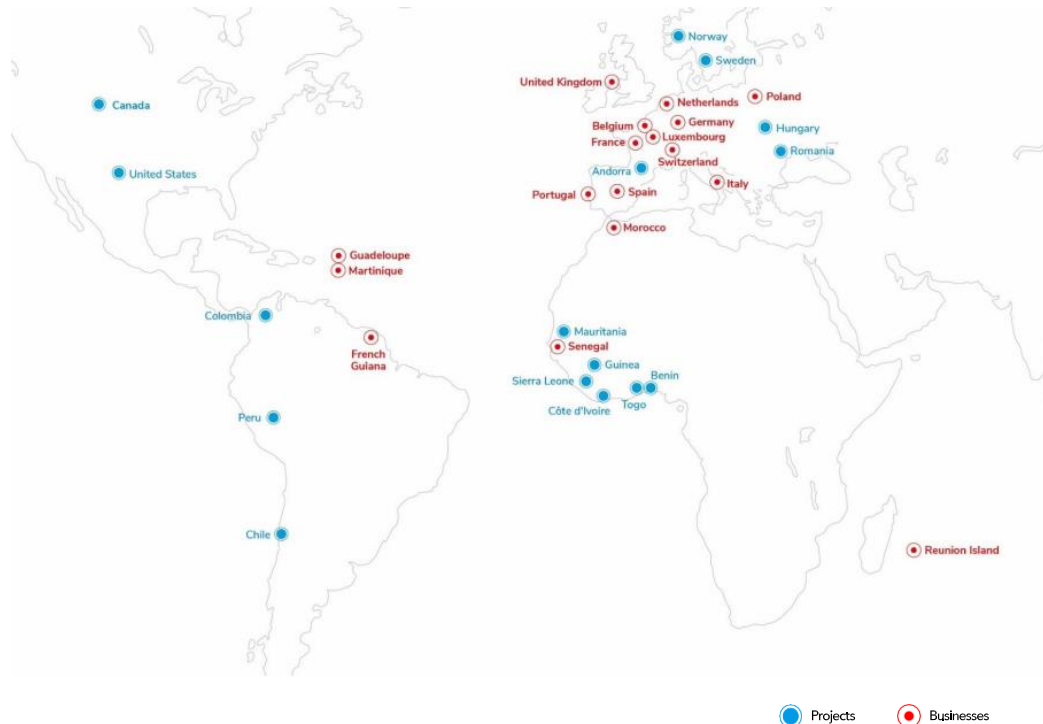 Norway
Sweden
United Kingdom
Netherlands
Poland
Canada
Belgium
Germany
Hungary
Luxembourg
France
Romania
Switzerland
Andorra
United States
Italy
Portugal
Spain
Morocco
Guadeloupe
Martinique
Colombia
Mauritania
Senegal
French
Guiana
Guinea
Benin
Sierra Leone
Togo
Côte d'Ivoire
Peru
Chile
Reunion Island
Projects
Businesses